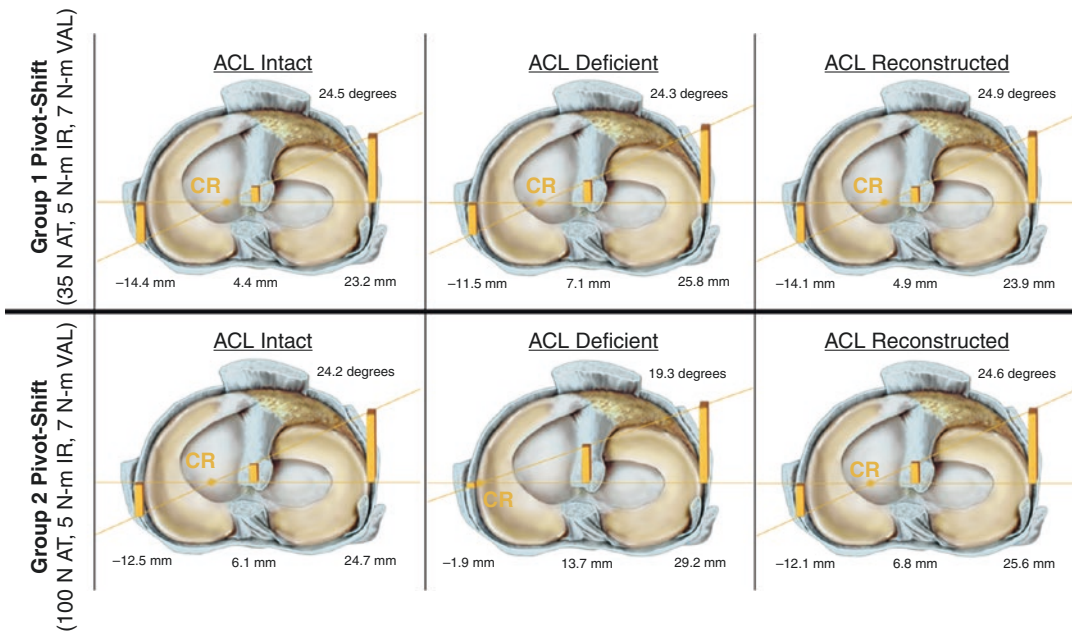 Group 1 Pivot-Shift
(35 N AT, 5 N-m IR, 7 N-m VAL)
ACL Intact
24.5 degrees
CR
–14.4 mm 4.4 mm 23.2 mm
ACL Deficient
24.3 degrees
CR
–11.5 mm 7.1 mm 25.8 mm
ACL Reconstructed
24.9 degrees
CR
–14.1 mm 4.9 mm 23.9 mm
Group 2 Pivot-Shift
(100 N AT, 5 N-m IR, 7 N-m VAL)
ACL Intact
24.2 degrees
CR
–12.5 mm 6.1 mm 24.7 mm
ACL Deficient
19.3 degrees
CR
–1.9 mm 13.7 mm 29.2 mm
ACL Reconstructed
24.6 degrees
CR
–12.1 mm 6.8 mm 25.6 mm